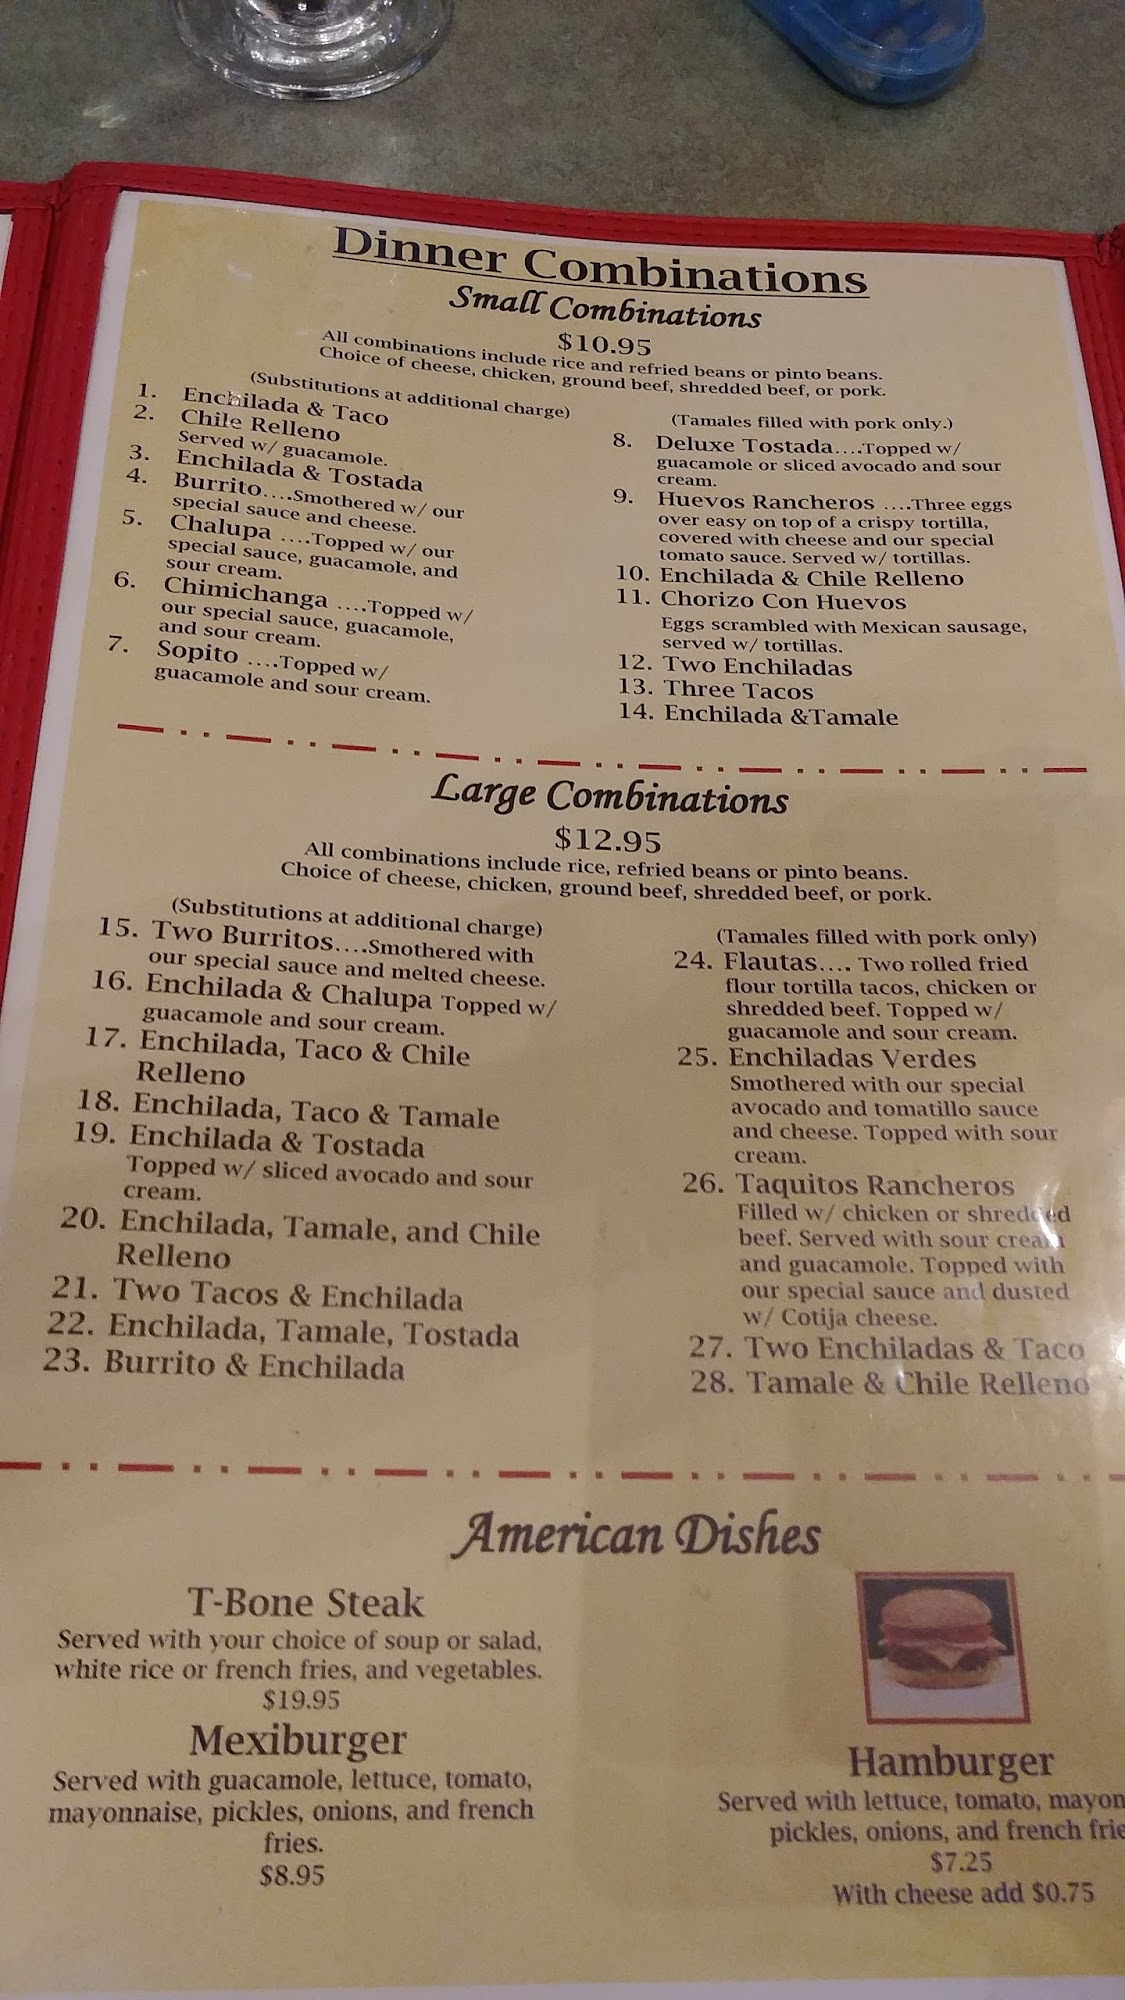 Dinner Combinations
Small Combinations
$10.95
All combinations include rice and refried beans or pinto beans.
Choice of cheese, chicken, ground beef, shredded beef, or pork.
(Substitutions at additional charge)
1. Enchilada & Taco
2. Chile Relleno
Served w/ guacamole.
3. Enchilada & Tostada
4. Burrito....Smothered w/ our
special sauce and cheese.
5. Chalupa ....Topped w/ our
special sauce, guacamole, and
sour cream.
6. Chimichanga ....Topped w/
our special sauce, guacamole,
and sour cream.
7. Sopito ....Topped w/
guacamole and sour cream.
(Tamales filled with pork only.)
8. Deluxe Tostada....Topped w/
guacamole or sliced avocado and sour
cream.
9. Huevos Rancheros ....Three eggs
over easy on top of a crispy tortilla,
covered with cheese and our special
tomato sauce. Served w/ tortillas.
10. Enchilada & Chile Relleno
11. Chorizo Con Huevos
Eggs scrambled with Mexican sausage,
served w/ tortillas.
12. Two Enchiladas
13. Three Tacos
14. Enchilada &Tamale
Large Combinations
$12.95
All combinations include rice, refried beans or pinto beans.
Choice of cheese, chicken, ground beef, shredded beef, or pork.
(Substitutions at additional charge)
15. Two Burritos....Smothered with
our special sauce and melted cheese.
16. Enchilada & Chalupa Topped w/
guacamole and sour cream.
17. Enchilada, Taco & Chile
Relleno
18. Enchilada, Taco & Tamale
19. Enchilada & Tostada
Topped w/ sliced avocado and sour
cream.
20. Enchilada, Tamale, and Chile
Relleno
21. Two Tacos & Enchilada
22. Enchilada, Tamale, Tostada
23. Burrito & Enchilada
(Tamales filled with pork only)
24. Flautas.... Two rolled fried
flour tortilla tacos, chicken or
shredded beef. Topped w/
guacamole and sour cream.
25. Enchiladas Verdes
Smothered with our special
avocado and tomatillo sauce
and cheese. Topped with sour
cream.
26. Taquitos Rancheros
Filled w/ chicken or shredded
beef. Served with sour cream
and guacamole. Topped with
our special sauce and dusted
w/ Cotija cheese.
27. Two Enchiladas & Taco
28. Tamale & Chile Relleno
American Dishes
T-Bone Steak
Served with your choice of soup or salad,
white rice or french fries, and vegetables.
$19.95
Mexiburger
Served with guacamole, lettuce, tomato,
mayonnaise, pickles, onions, and french
fries.
$8.95
Hamburger
Served with lettuce, tomato, mayon
pickles, onions, and french frie
$7.25
With cheese add $0.75